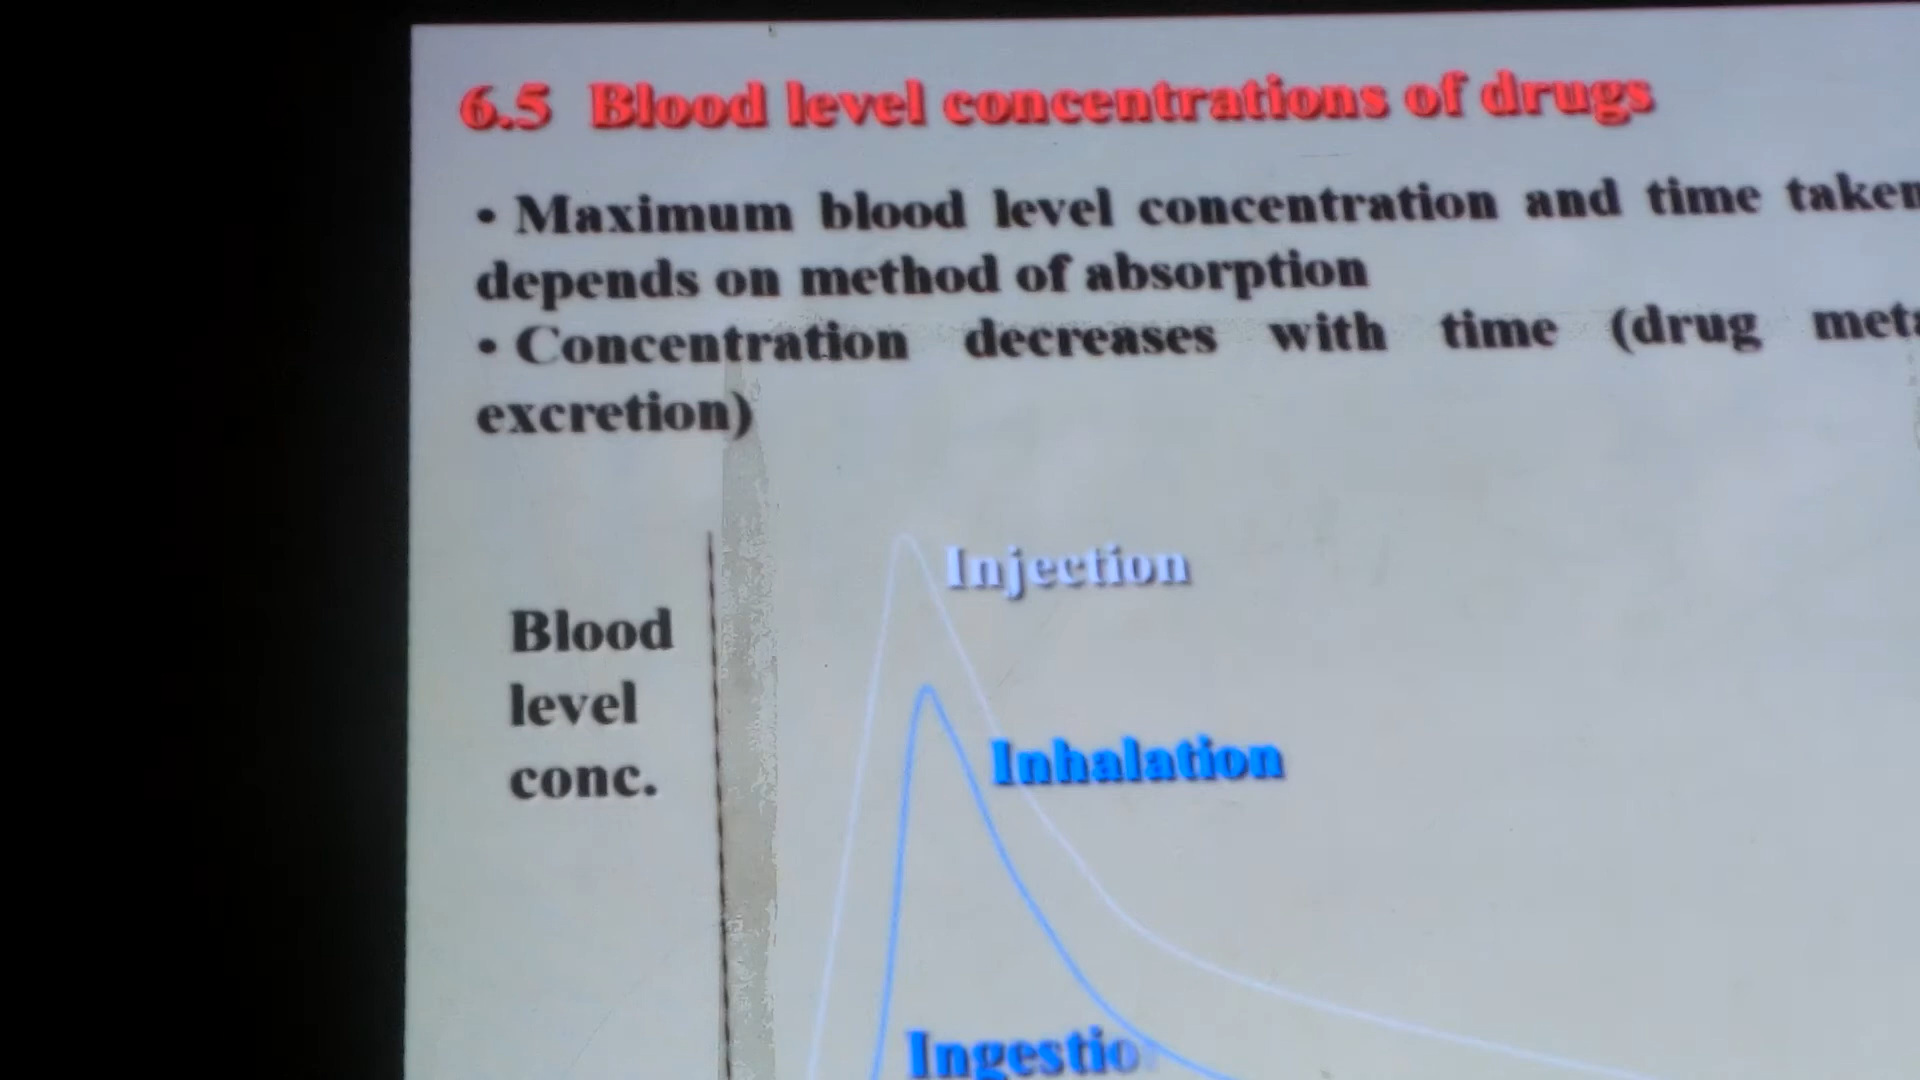 6.5 Blood level concentrations of drugs
• Maximum blood level concentration and time taken
depends on method of absorption
• Concentration decreases with time (drug
excretion)
Injection
Blood
level
conc.
Inhalation